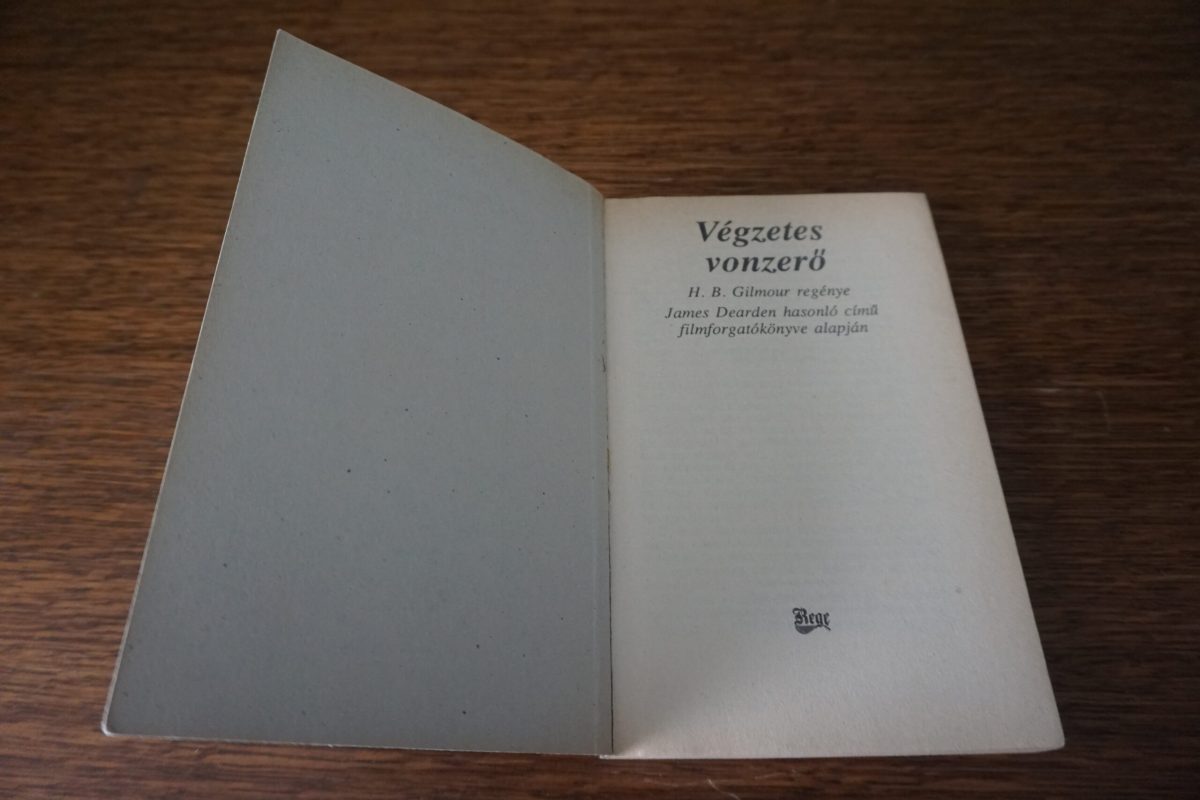 Végzetes
vonzerő
H. B. Gilmour regénye
James Dearden hasonló című
filmforgatókönyve alapján
Rege